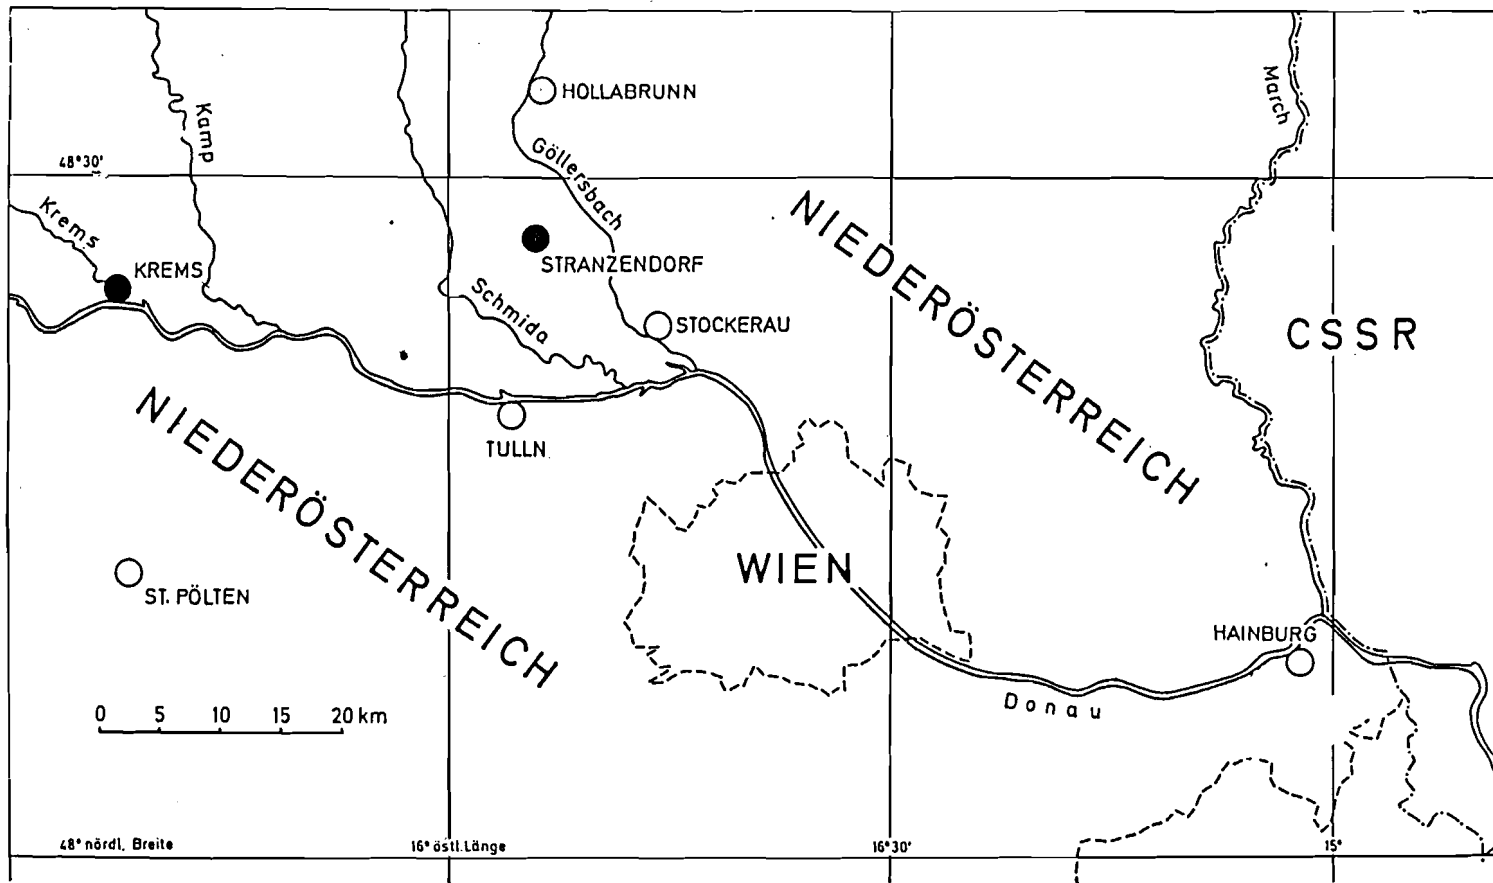 HOLLABRUNN
March
Kamp
Göllersbach
48°30'
Krems
NIEDERÖSTERREICH
STRANZENDORF
KREMS
Schmida
STOCKERAU
CSSR
NIEDERÖSTERREICH
TULLN
WIEN
ST. PÖLTEN
HAINBURG
Donau
0 5 10 15 20 km
48° nördl. Breite
16° östl. Länge
16°30'
15°